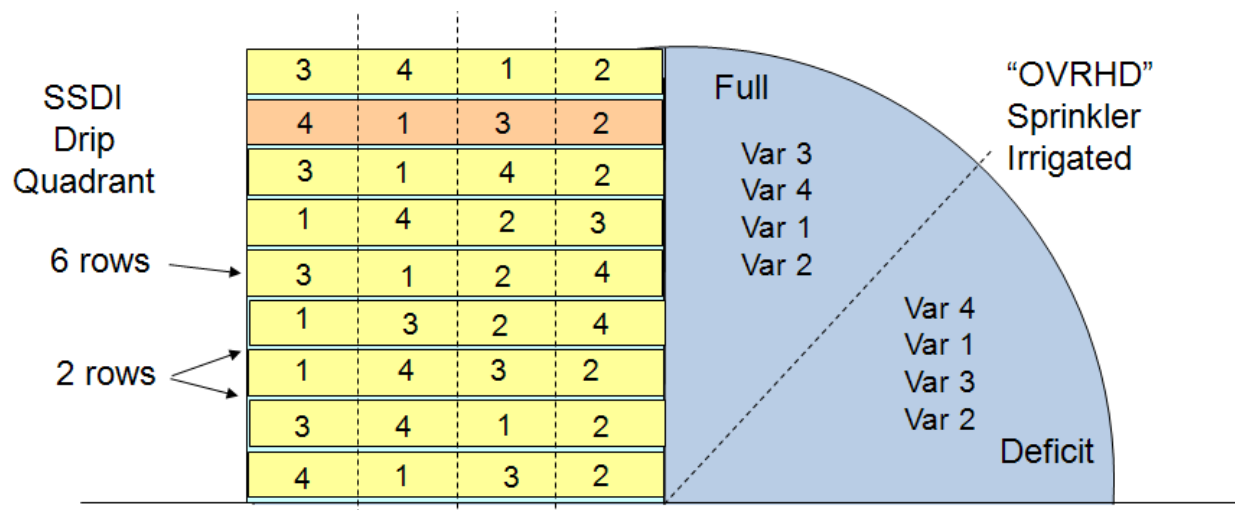 SSDI
Drip
Quadrant
6 rows
2 rows
3 4 1 2
4 1 3 2
3 1 4 2
1 4 2 3
3 1 2 4
1 3 2 4
1 4 3 2
3 4 1 2
4 1 3 2
Full
Var 3
Var 4
Var 1
Var 2
Var 4
Var 1
Var 3
Var 2
Deficit
“OVRHD”
Sprinkler
Irrigated